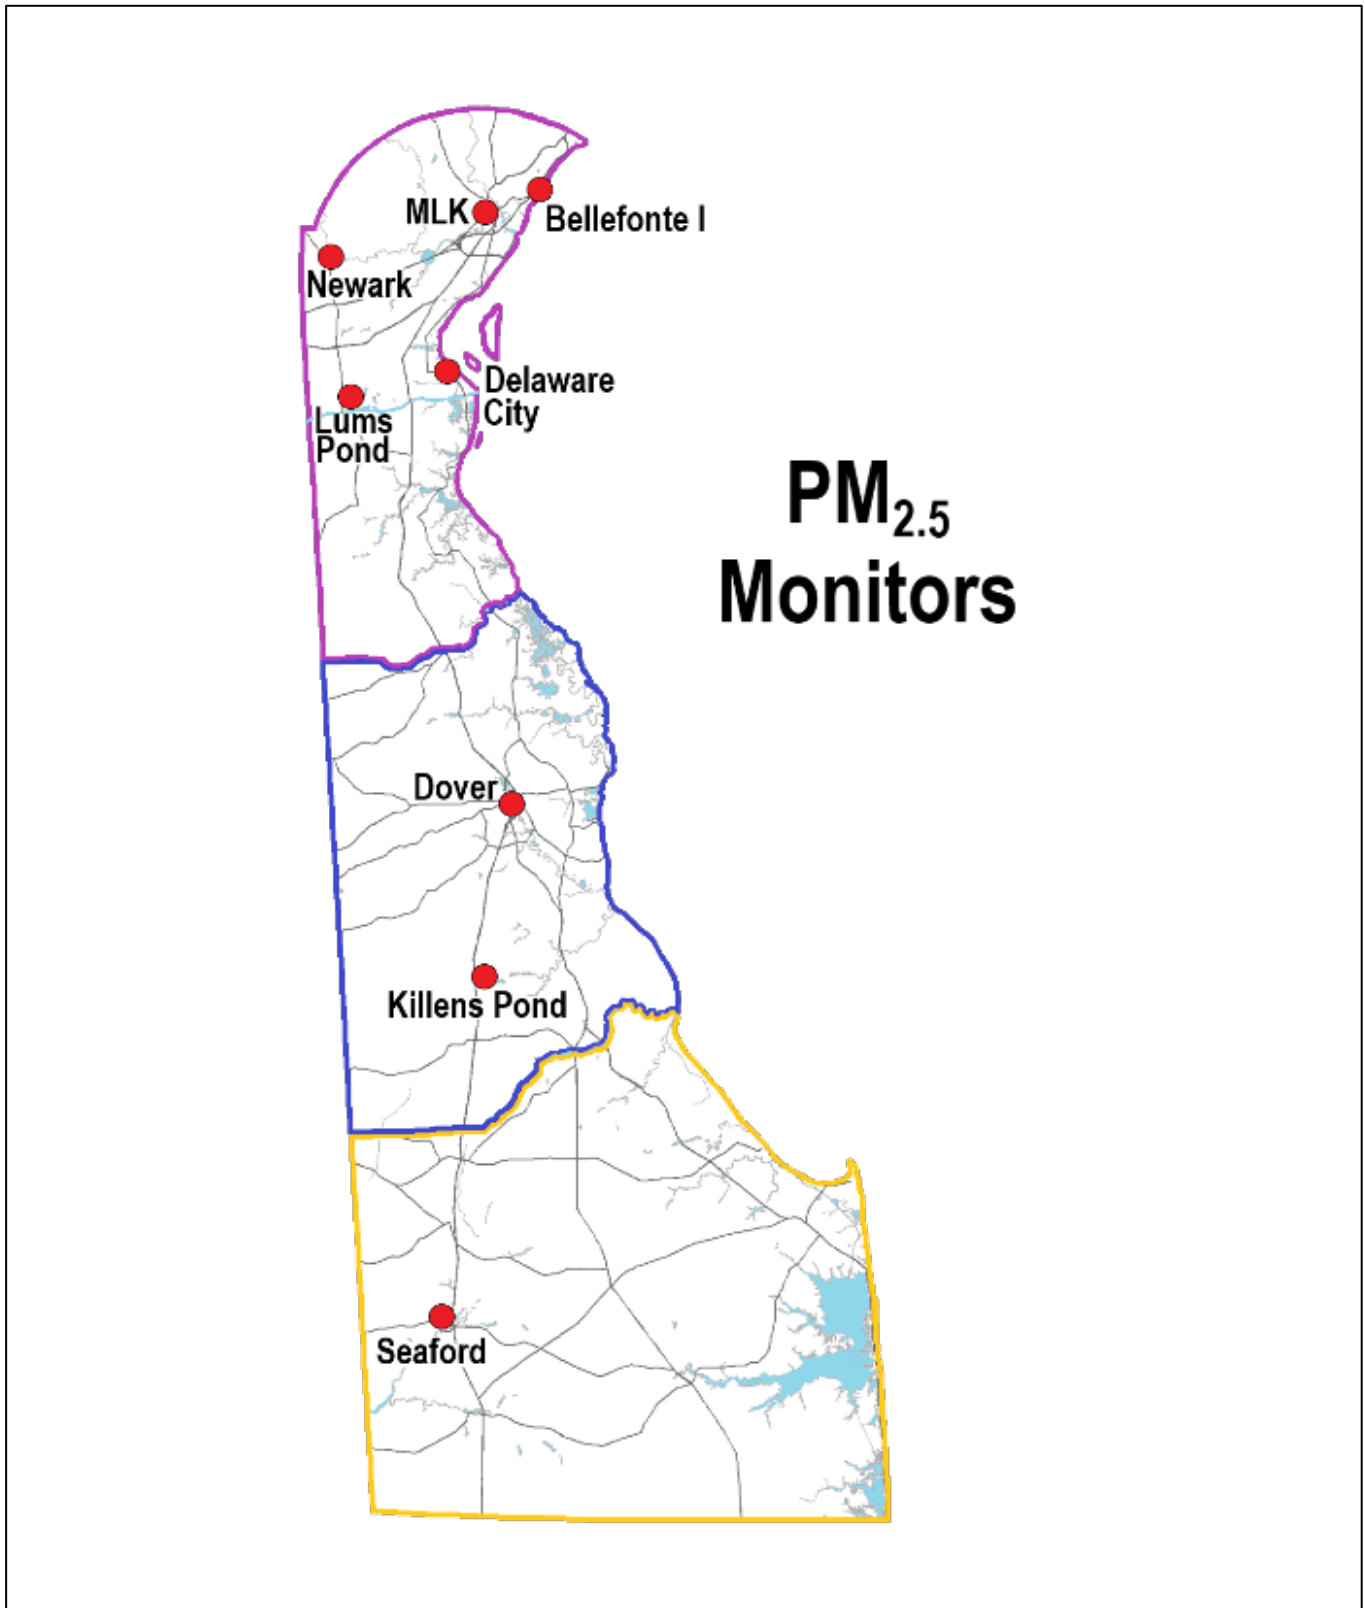 MLK
Bellefonte I
Newark
Delaware
City
Lums
Pond
PM2.5
Monitors
Dover
Killens Pond
Seaford